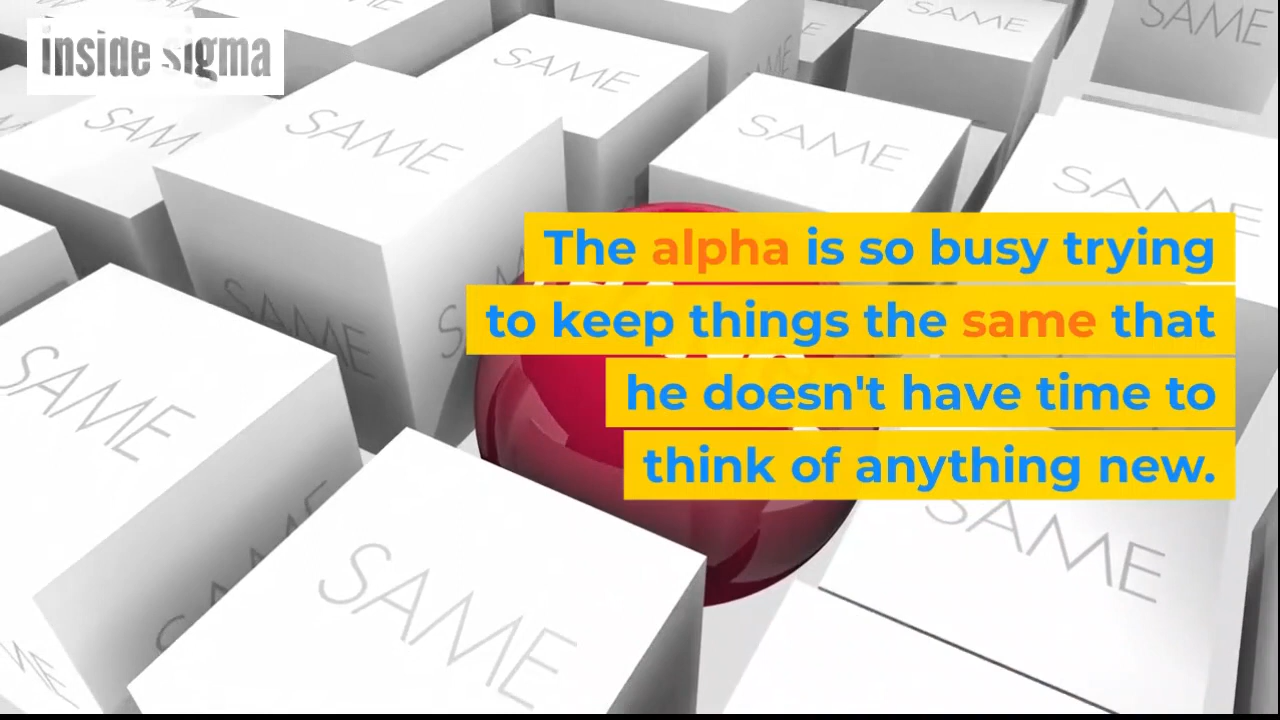 inside sigma
SAME
SAME
SAME
SAME
SAME
SAME
SAME
The alpha is so busy trying
to keep things the same that
he doesn't have time to
think of anything new.
SAME
SAME
SAME
SAME
SAME